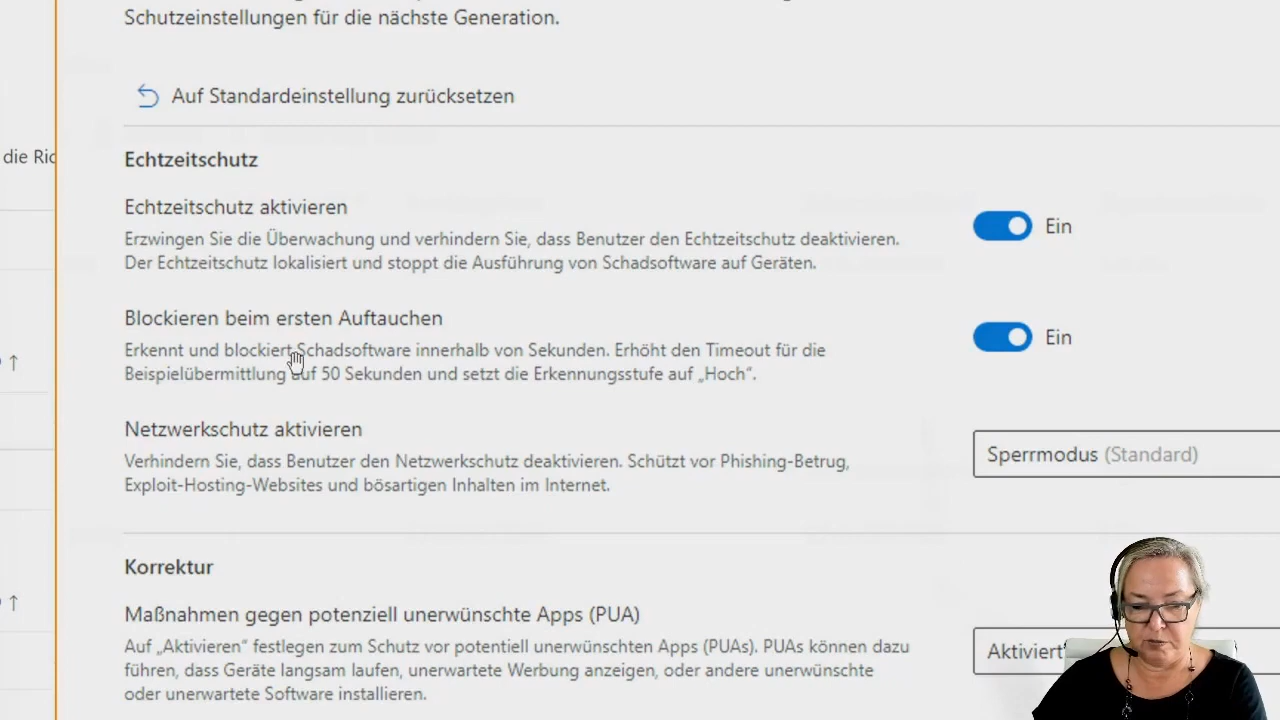 Schutzeinstellungen für die nächste Generation.
Auf Standardeinstellung zurücksetzen
die
Echtzeitschutz
Echtzeitschutz aktivieren
Erzwingen Sie die Überwachung und verhindern Sie, dass Benutzer den Echtzeitschutz deaktivieren.
Der Echtzeitschutz lokalisiert und stoppt die Ausführung von Schadsoftware auf Geräten.
Ein
Blockieren beim ersten Auftauchen
Erkennt und blockiert Schadsoftware innerhalb von Sekunden. Erhöht den Timeout für die
Beispielübermittlung auf 50 Sekunden und setzt die Erkennungsstufe auf „Hoch“.
Ein
Netzwerkschutz aktivieren
Verhindern Sie, dass Benutzer den Netzwerkschutz deaktivieren. Schützt vor Phishing-Betrug,
Exploit-Hosting-Websites und bösartigen Inhalten im Internet.
Sperrmodus (Standard)
Korrektur
Maßnahmen gegen potenziell unerwünschte Apps (PUA)
Auf „Aktivieren“ festlegen zum Schutz vor potentiell unerwünschten Apps (PUAs). PUAs können dazu
führen, dass Geräte langsam laufen, unerwartete Werbung anzeigen, oder andere unerwünschte
oder unerwartete Software installieren.
Aktiviert